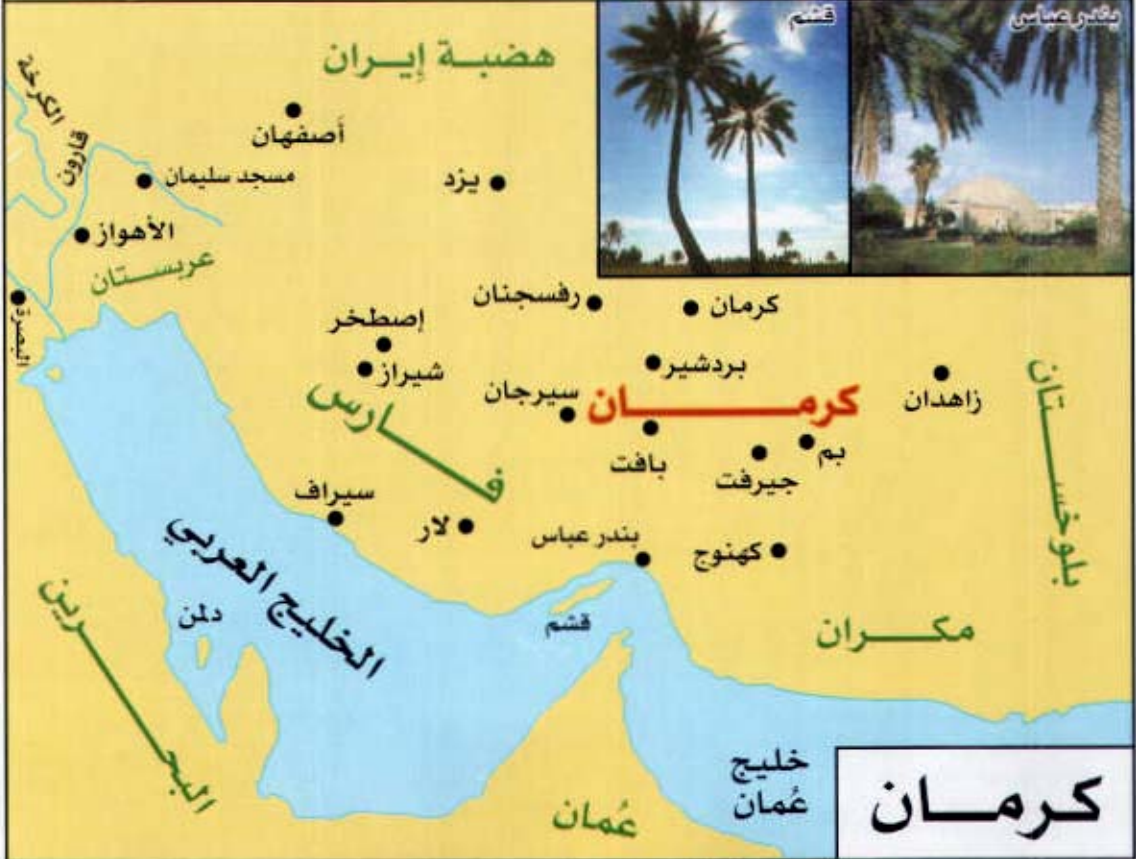 قشم
بندر عباس
هضبة إيران
الكرخة
قارون
أصفهان
مسجد سليمان
يزد
الأهواز
عربستان
البصرة
رفسجنان
كرمان
إصطخر
شيراز
بردشير
زاهدان
بلوخستان
سيرجان
كرمان
فارس
بافت
بم
جيرفت
سيراف
لار
بندر عباس
كهنوج
الخليج العربي
دلمن
قشم
مكران
البحرين
خليج
عُمان
عُمان
كرمان